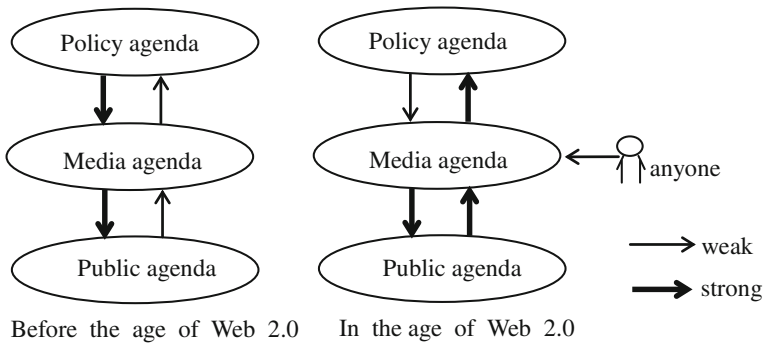 Policy agenda
Media agenda
Public agenda
Before the age of Web 2.0
Policy agenda
Media agenda
Public agenda
In the age of Web 2.0
anyone
weak
strong